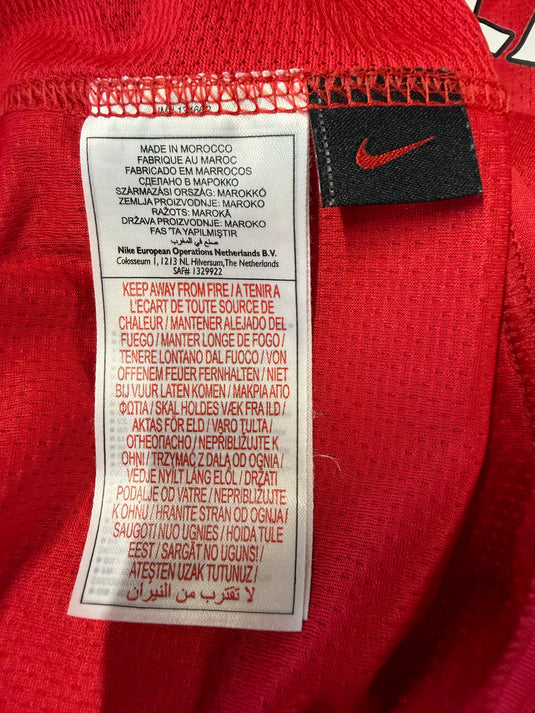 MADE IN MOROCCO
FABRIQUE AU MAROC
FABRICADO EM MARROCOS
СДЕЛАНО В МАРОККО
SZÁRMAZÁSI ORSZÁG: MAROKKÓ
ZEMLJA PROIZVODNJE: MAROKO
RAŽOTS: MAROKĀ
DRŽAVA PROIZVODNJE: MAROKO
FAS 'TA YAPILMIŞTIR
صنع في المغرب
Nike European Operations Netherlands B.V.
Colosseum 1, 1213 NL Hilversum, The Netherlands
SAF# 1329922
KEEP AWAY FROM FIRE / A TENIR A
L'ECART DE TOUTE SOURCE DE
CHALEUR / MANTENER ALEJADO DEL
FUEGO / MANTER LONGE DE FOGO /
TENERE LONTANO DAL FUOCO / VON
OFFENEM FEUER FERNHALTEN / NIET
BIJ VUUR LATEN KOMEN / ΜΑΚΡΙΑ ΑΠΟ
ΦΩΤΙΑ / SKAL HOLDES VÆK FRA ILD /
AKTAS FÖR ELD / VARO TULTA /
ОГНЕОПАСНО / NEPŘIBLIŽUJTE K
OHNI / TRZYMAĆ Z DALA OD OGNIA /
VEDJE NYÍLT LÁNG ELŐL / DRŽATI
PODALJE OD VATRE / NEPRIBLIŽUJTE
K OHŇU / HRANITE STRAN OD OGNJA /
SAUGOTI NUO UGNIES / HOIDA TULE
EEST / SARGĀT NO UGUNS! /
ATEŞTEN UZAK TUTUNUZ /
لا تقترب من النيران